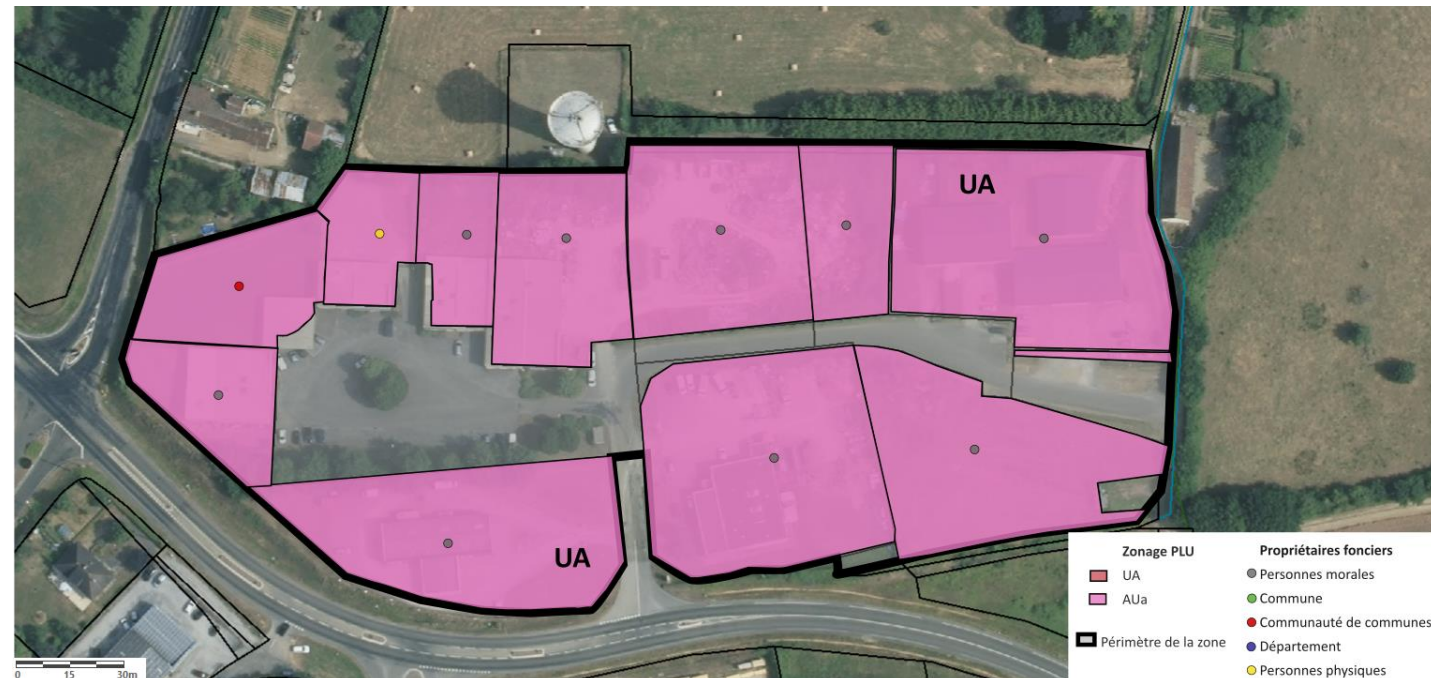 UA
UA
Zonage PLU
UA
AUa
Périmètre de la zone
Propriétaires fonciers
Personnes morales
Commune
Communauté de communes
Département
Personnes physiques
0 15 30m